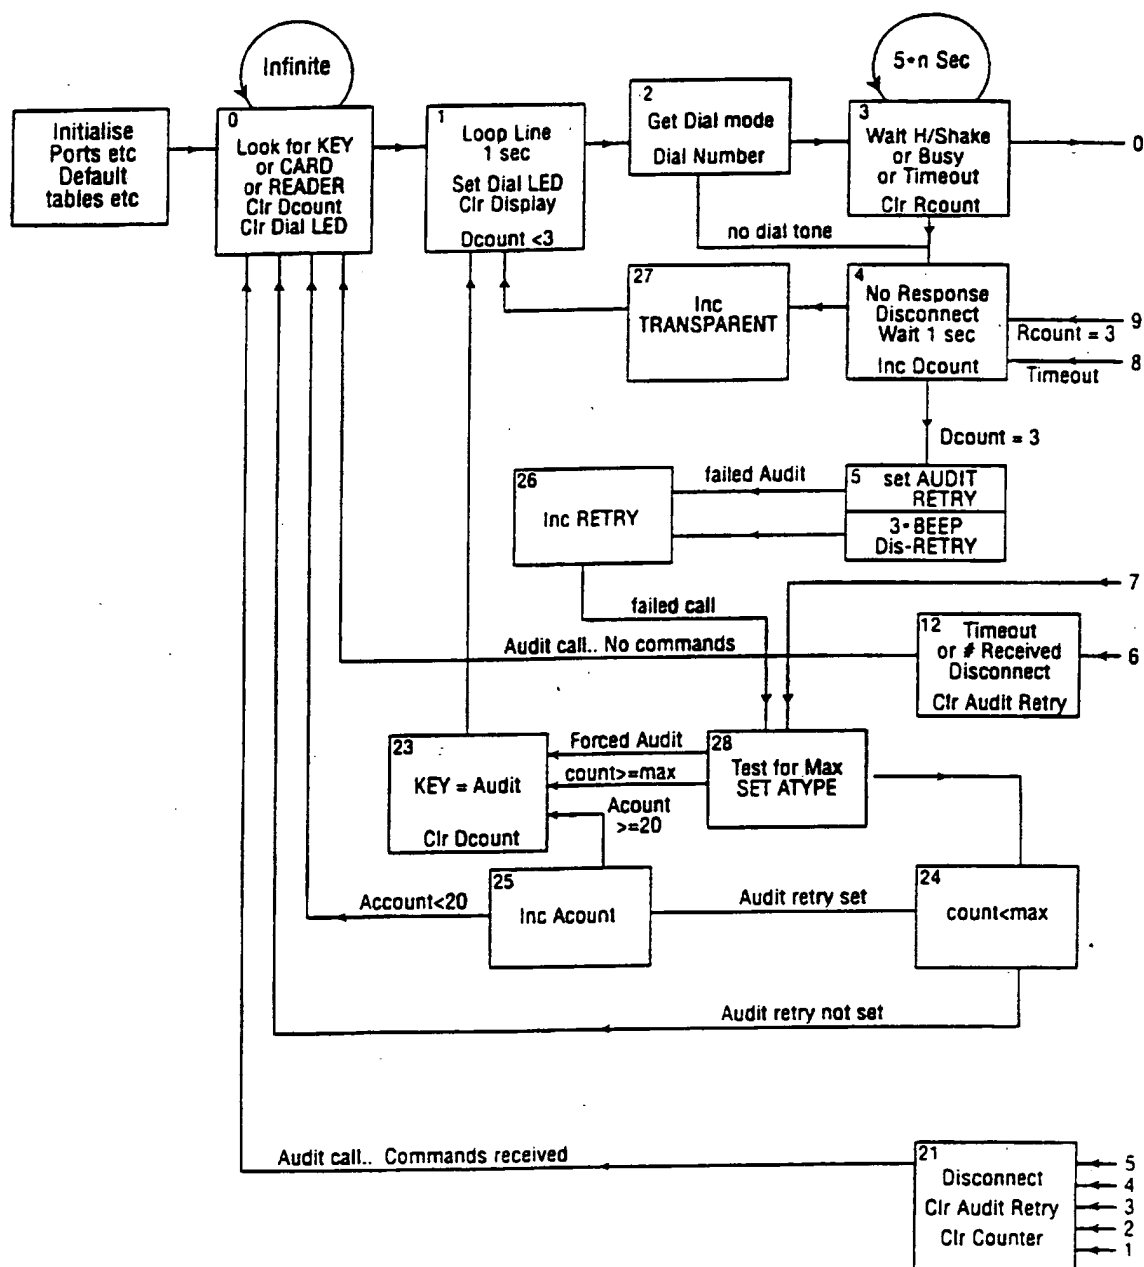 Infinite
5•n Sec
Initialise
Ports etc
Default
tables etc
0
Look for KEY
or CARD
or READER
Clr Dcount
Clr Dial LED
1
Loop Line
1 sec
Set Dial LED
Clr Display
Dcount <3
2
Get Dial mode
Dial Number
3
Wait H/Shake
or Busy
or Timeout
Clr Rcount
0
no dial tone
27
Inc
TRANSPARENT
4
No Response
Disconnect
Wait 1 sec
Inc Dcount
9
Rcount = 3
8
Timeout
Dcount = 3
26
Inc RETRY
failed Audit
5
set AUDIT
RETRY
3•BEEP
Dis-RETRY
failed call
7
Audit call.. No commands
12
Timeout
or # Received
Disconnect
Clr Audit Retry
6
23
KEY = Audit
Clr Dcount
Forced Audit
count>=max
Acount
>=20
28
Test for Max
SET ATYPE
Account<20
25
Inc Acount
Audit retry set
24
count<max
Audit retry not set
Audit call.. Commands received
21
Disconnect
Clr Audit Retry
Clr Counter
5
4
3
2
1